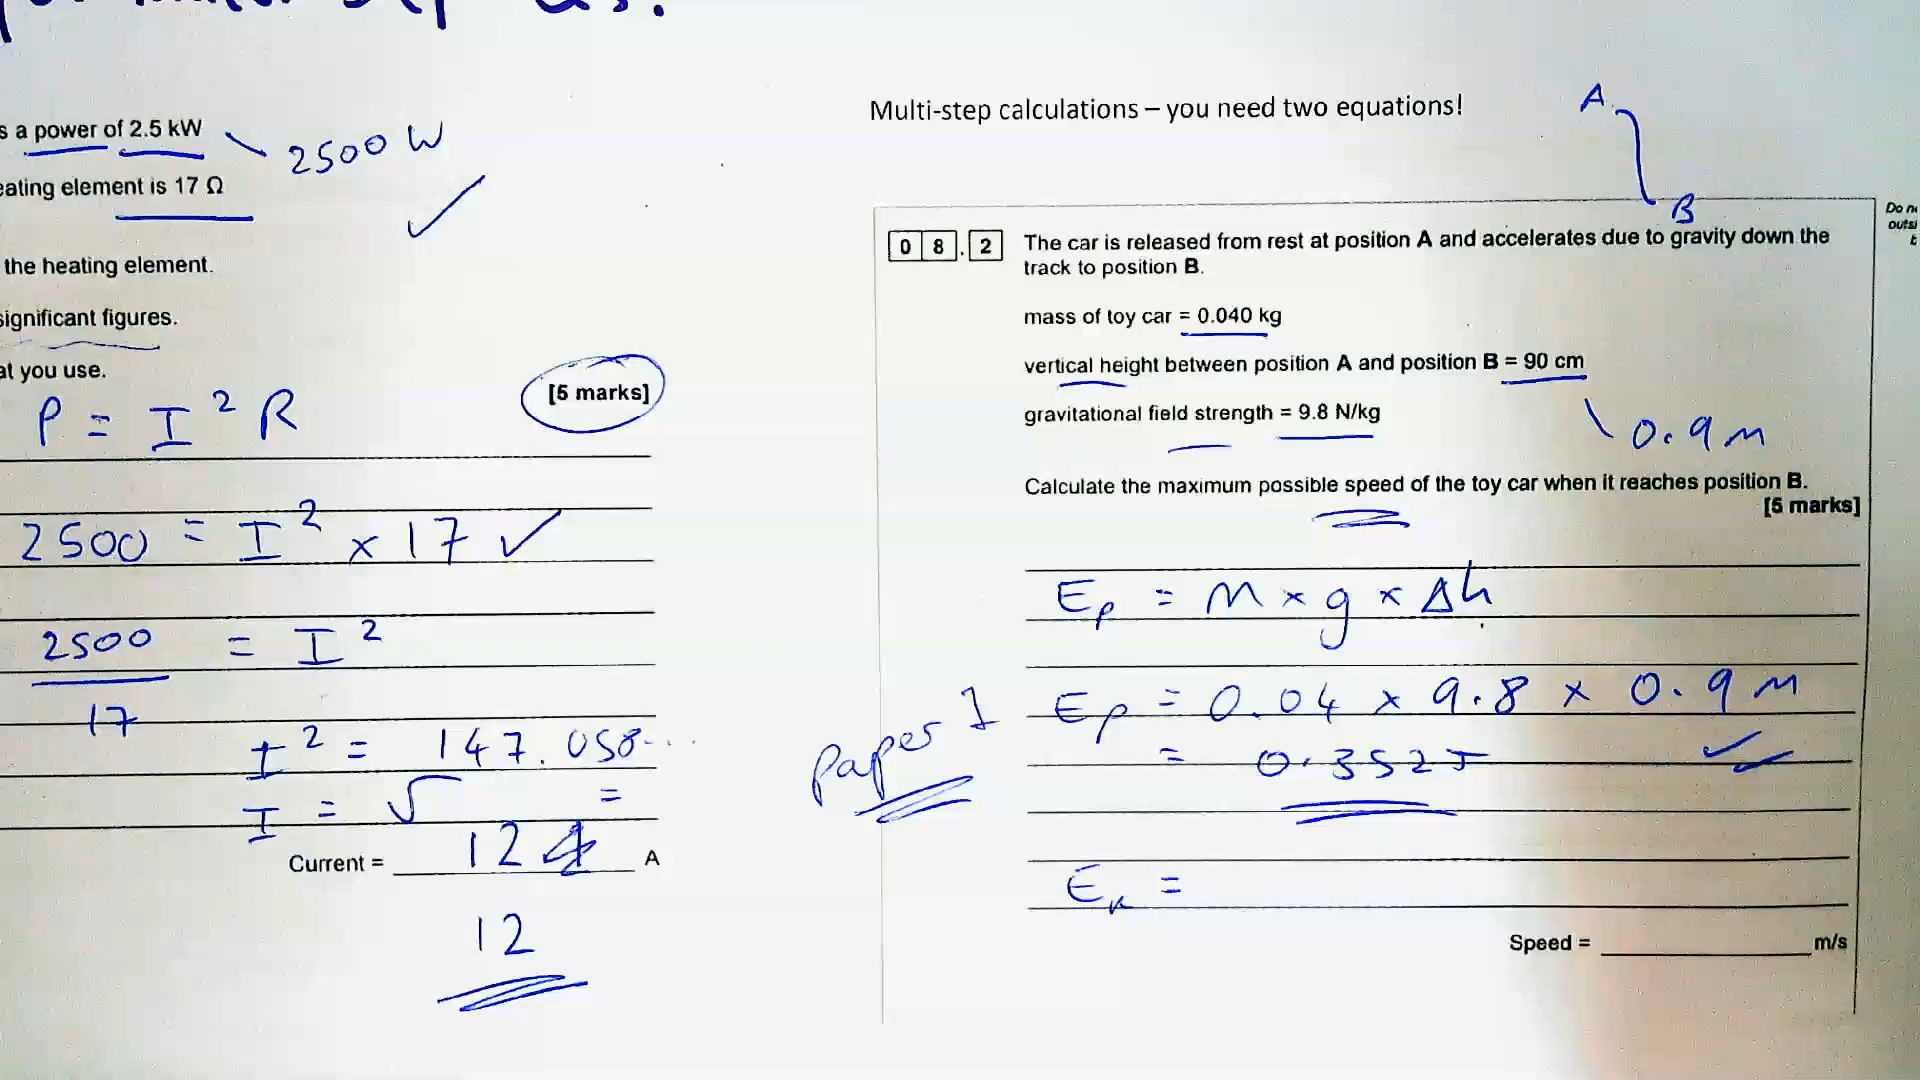 s a power of 2.5 kW
2500 W
eating element is 17 Ω
the heating element.
significant figures.
at you use.
[5 marks]
P = I² R
2500 = I² × 17 ✓
2500 = I²
17
I² = 147.058...
I = √ =
Current = 12 A
12
Multi-step calculations – you need two equations!
A
B
Do n
outsi
b
0 8 . 2 The car is released from rest at position A and accelerates due to gravity down the
track to position B.
mass of toy car = 0.040 kg
vertical height between position A and position B = 90 cm
gravitational field strength = 9.8 N/kg
0.9 m
Calculate the maximum possible speed of the toy car when it reaches position B.
[5 marks]
Ep = m × g × Δh
Paper 1
Ep = 0.04 × 9.8 × 0.9 m
= 0.352 J
Ek =
Speed = m/s